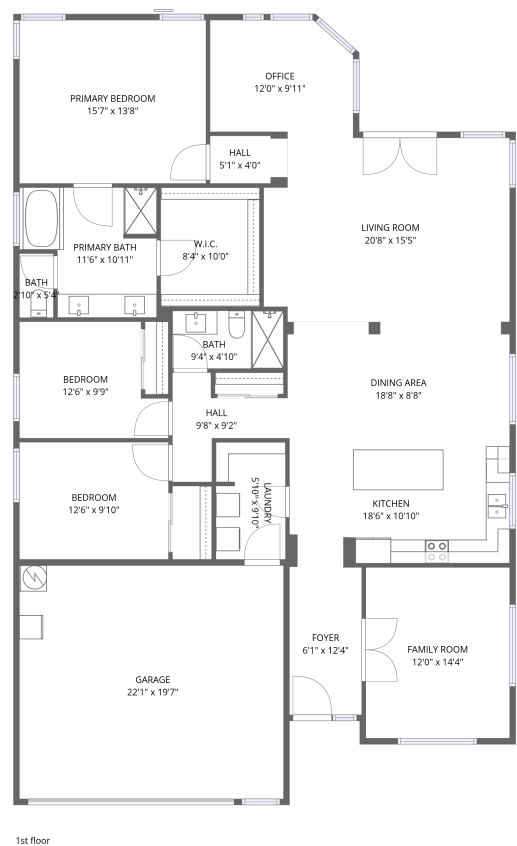 OFFICE
12'0" x 9'11"
PRIMARY BEDROOM
15'7" x 13'8"
HALL
5'1" x 4'0"
LIVING ROOM
20'8" x 15'5"
PRIMARY BATH
11'6" x 10'11"
W.I.C.
8'4" x 10'0"
BATH
2'10" x 5'4"
BATH
9'4" x 4'10"
BEDROOM
12'6" x 9'9"
DINING AREA
18'8" x 8'8"
HALL
9'8" x 9'2"
BEDROOM
12'6" x 9'10"
LAUNDRY
5'10" x 9'10"
KITCHEN
18'6" x 10'10"
FOYER
6'1" x 12'4"
FAMILY ROOM
12'0" x 14'4"
GARAGE
22'1" x 19'7"
1st floor